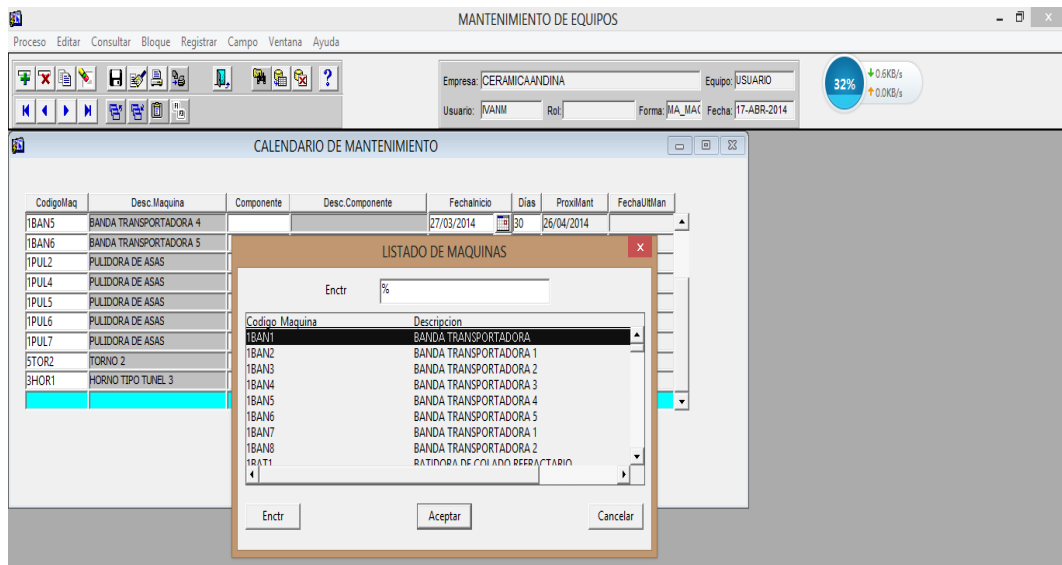 MANTENIMIENTO DE EQUIPOS
Proceso Editar Consultar Bloque Registrar Campo Ventana Ayuda
Empresa: CERAMICAANDINA Equipo: USUARIO
Usuario: IVANM Rol: Forma: MA_MAC Fecha: 17-ABR-2014
32% 0.6KB/s
0.0KB/s
CALENDARIO DE MANTENIMIENTO
CodigoMaq Desc.Maquina Componente Desc.Componente FechaInicio Días ProxiMant FechaUltMan
1BAN5 BANDA TRANSPORTADORA 4 27/03/2014 30 26/04/2014
1BAN6 BANDA TRANSPORTADORA 5
1PUL2 PULIDORA DE ASAS
1PUL4 PULIDORA DE ASAS
1PUL5 PULIDORA DE ASAS
1PUL6 PULIDORA DE ASAS
1PUL7 PULIDORA DE ASAS
5TOR2 TORNO 2
3HOR1 HORNO TIPO TUNEL 3
LISTADO DE MAQUINAS
Enctr %
Codigo Maquina Descripcion
1BAN1 BANDA TRANSPORTADORA
1BAN2 BANDA TRANSPORTADORA 1
1BAN3 BANDA TRANSPORTADORA 2
1BAN4 BANDA TRANSPORTADORA 3
1BAN5 BANDA TRANSPORTADORA 4
1BAN6 BANDA TRANSPORTADORA 5
1BAN7 BANDA TRANSPORTADORA 1
1BAN8 BANDA TRANSPORTADORA 2
1BAT1 BATIDORA DE COLADO REFRACTARIO
Enctr Aceptar Cancelar